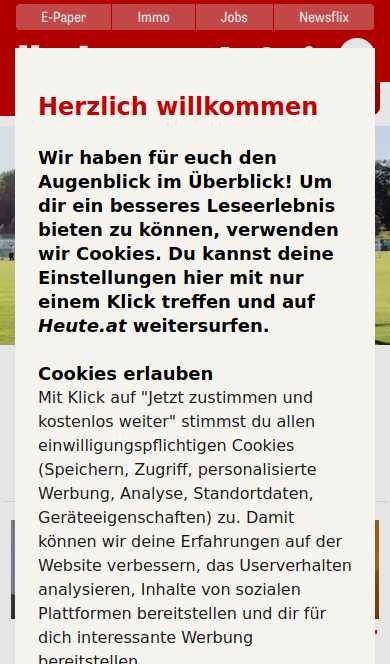 E-Paper
Immo
Jobs
Newsflix
Herzlich willkommen
Wir haben für euch den
Augenblick im Überblick! Um
dir ein besseres Leseerlebnis
bieten zu können, verwenden
wir Cookies. Du kannst deine
Einstellungen hier mit nur
einem Klick treffen und auf
Heute.at weitersurfen.
Cookies erlauben
Mit Klick auf "Jetzt zustimmen und
kostenlos weiter" stimmst du allen
einwilligungspflichtigen Cookies
(Speichern, Zugriff, personalisierte
Werbung, Analyse, Standortdaten,
Geräteeigenschaften) zu. Damit
können wir deine Erfahrungen auf der
Website verbessern, das Userverhalten
analysieren, Inhalte von sozialen
Plattformen bereitstellen und dir für
dich interessante Werbung
bereitstellen